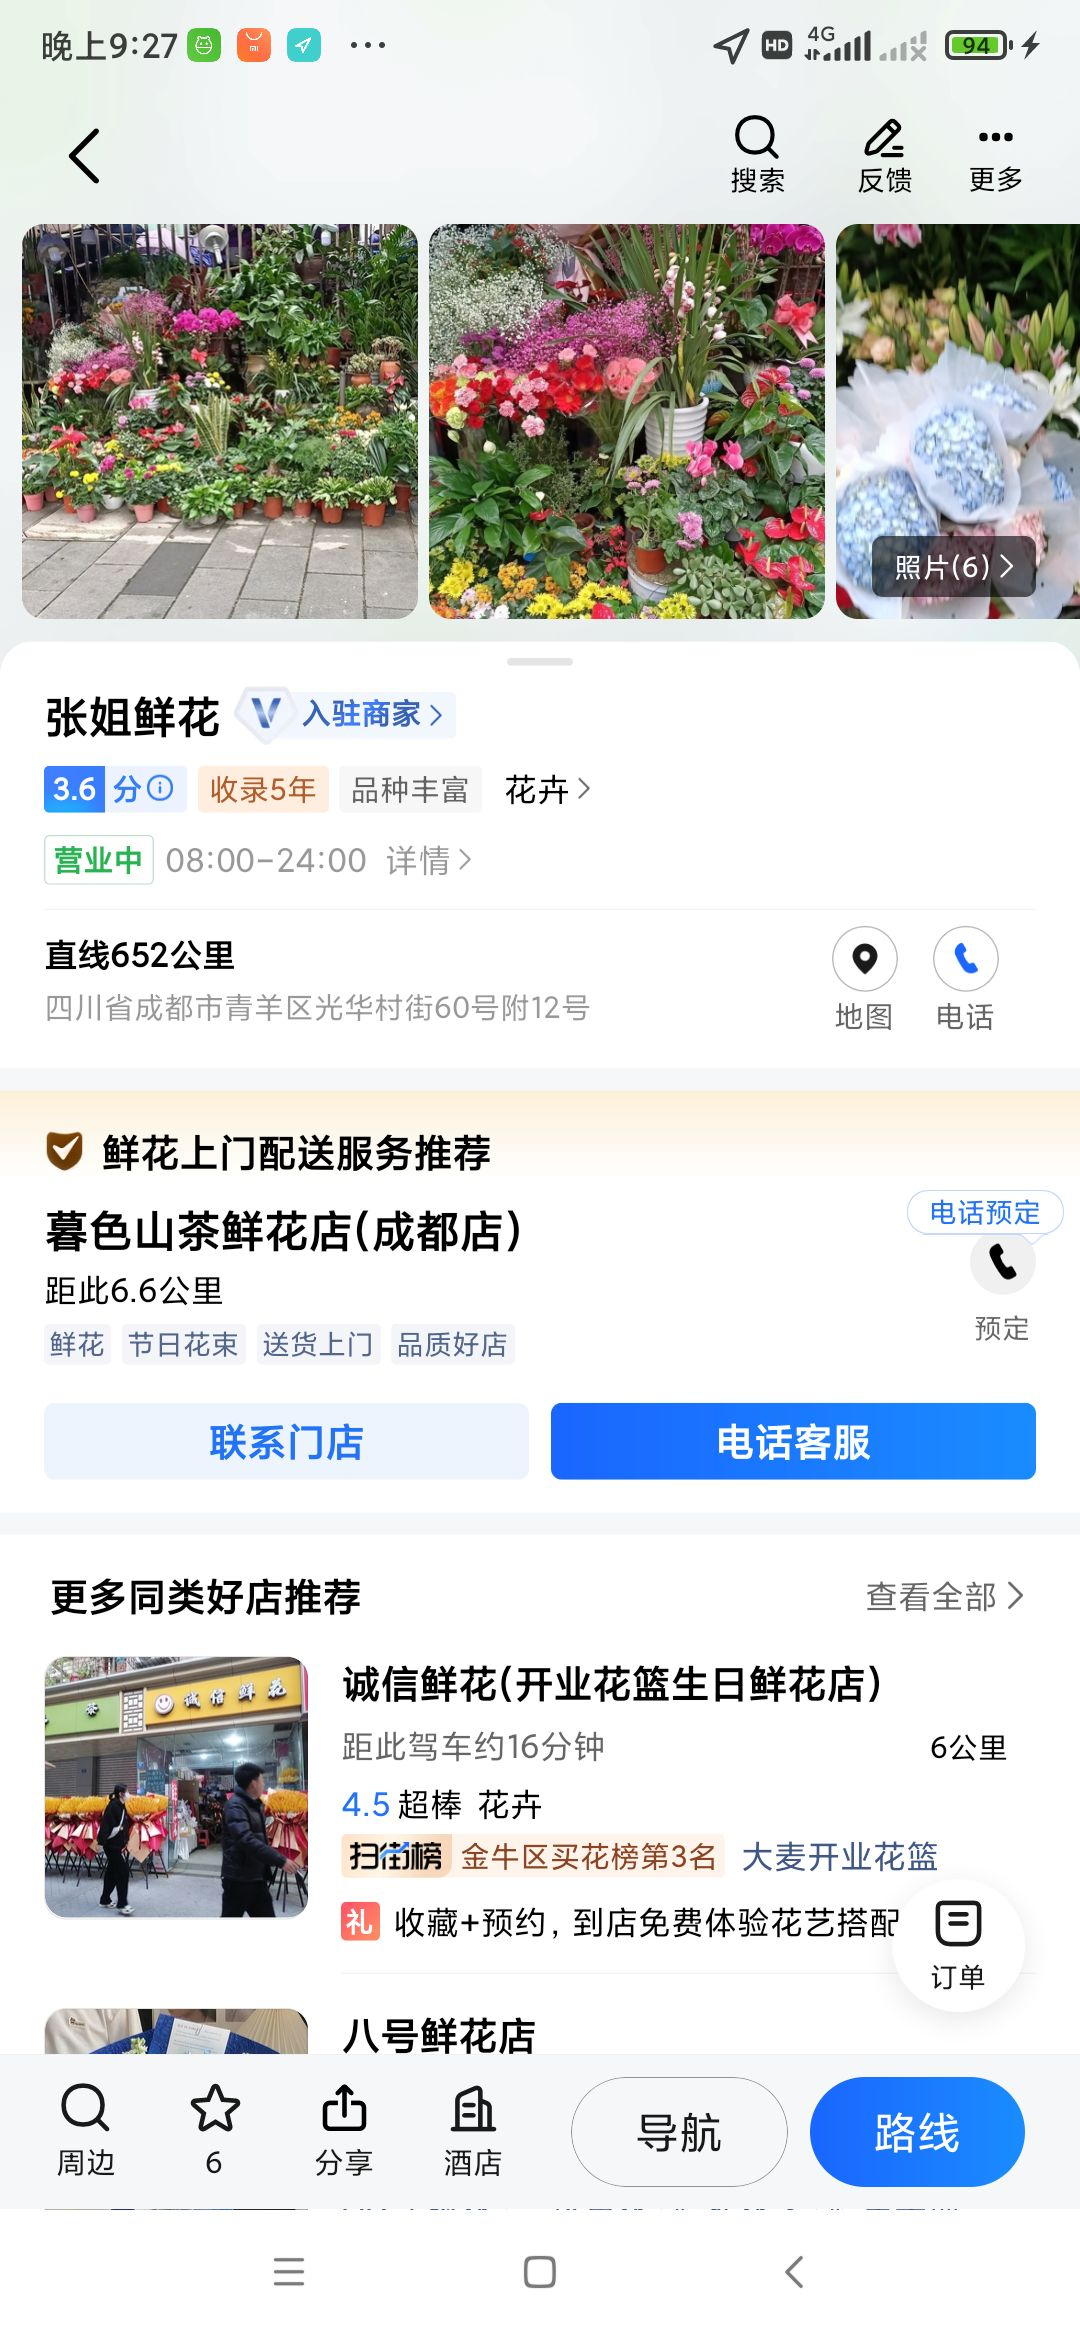 晚上9:27
HD
4G
94
搜索
反馈
更多
照片(6)
张姐鲜花
入驻商家
3.6分
收录5年
品种丰富
花卉
营业中
08:00-24:00
详情
直线652公里
四川省成都市青羊区光华村街60号附12号
地图
电话
鲜花上门配送服务推荐
暮色山茶鲜花店(成都店)
电话预定
距此6.6公里
预定
鲜花
节日花束
送货上门
品质好店
联系门店
电话客服
更多同类好店推荐
查看全部
茶
诚信鲜花
诚信鲜花(开业花篮生日鲜花店)
距此驾车约16分钟
6公里
4.5超棒 花卉
扫街榜
金牛区买花榜第3名
大麦开业花篮
礼
收藏+预约，到店免费体验花艺搭配
订单
八号鲜花店
周边
6
分享
酒店
导航
路线